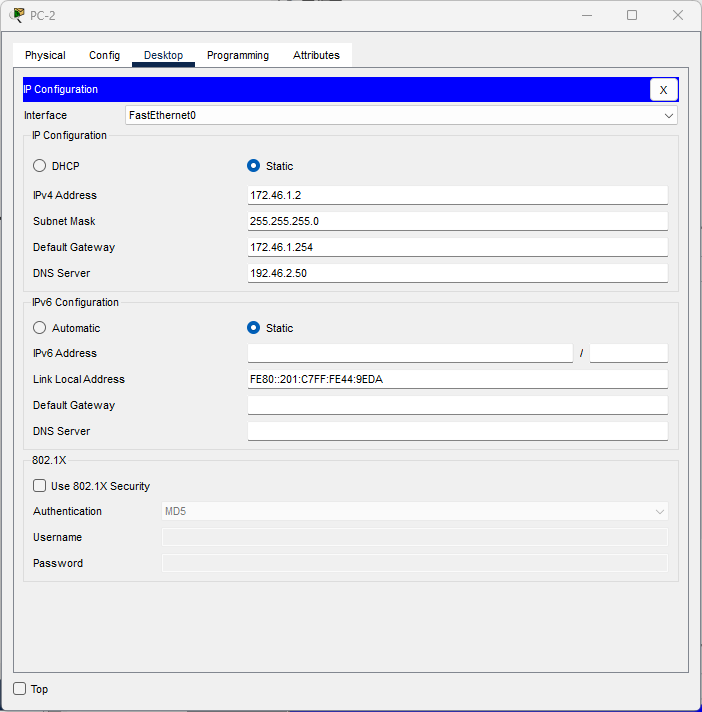 PC-2
Physical Config Desktop Programming Attributes
IP Configuration X
Interface FastEthernet0
IP Configuration
DHCP Static
IPv4 Address 172.46.1.2
Subnet Mask 255.255.255.0
Default Gateway 172.46.1.254
DNS Server 192.46.2.50
IPv6 Configuration
Automatic Static
IPv6 Address /
Link Local Address FE80::201:C7FF:FE44:9EDA
Default Gateway
DNS Server
802.1X
Use 802.1X Security
Authentication MD5
Username
Password
Top